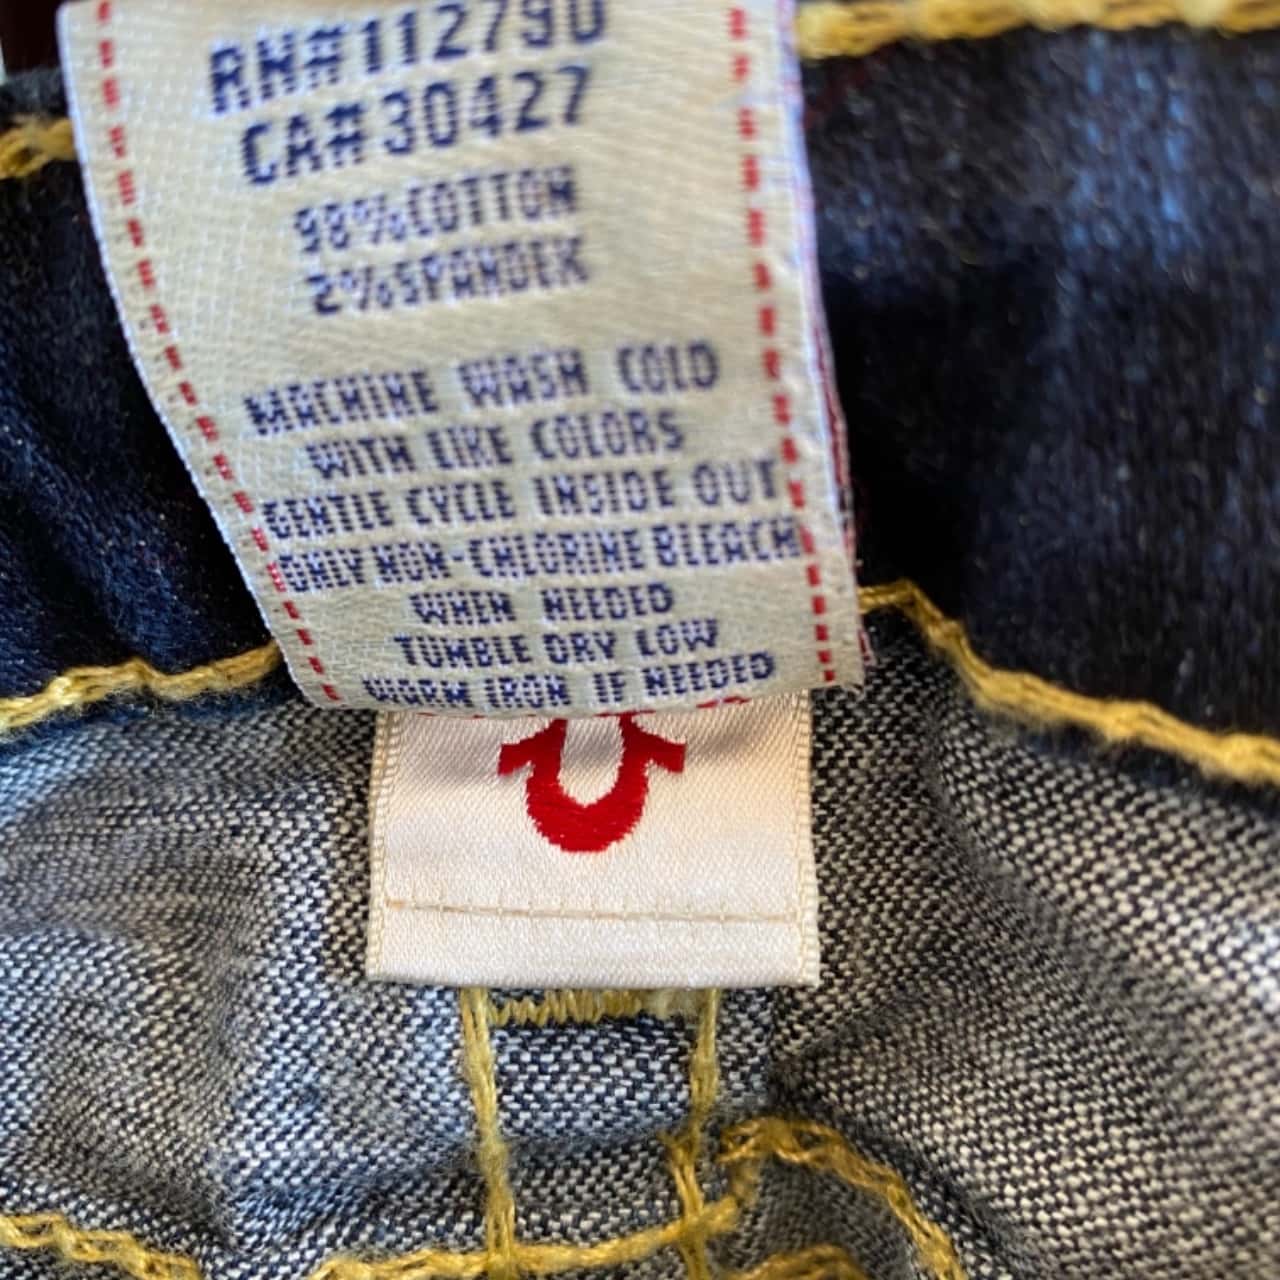 RN#112790
CA#30427
98%COTTON
2%SPANDEX
MACHINE WASH COLD
WITH LIKE COLORS
GENTLE CYCLE INSIDE OUT
ONLY NON-CHLORINE BLEACH
WHEN NEEDED
TUMBLE DRY LOW
WARM IRON IF NEEDED